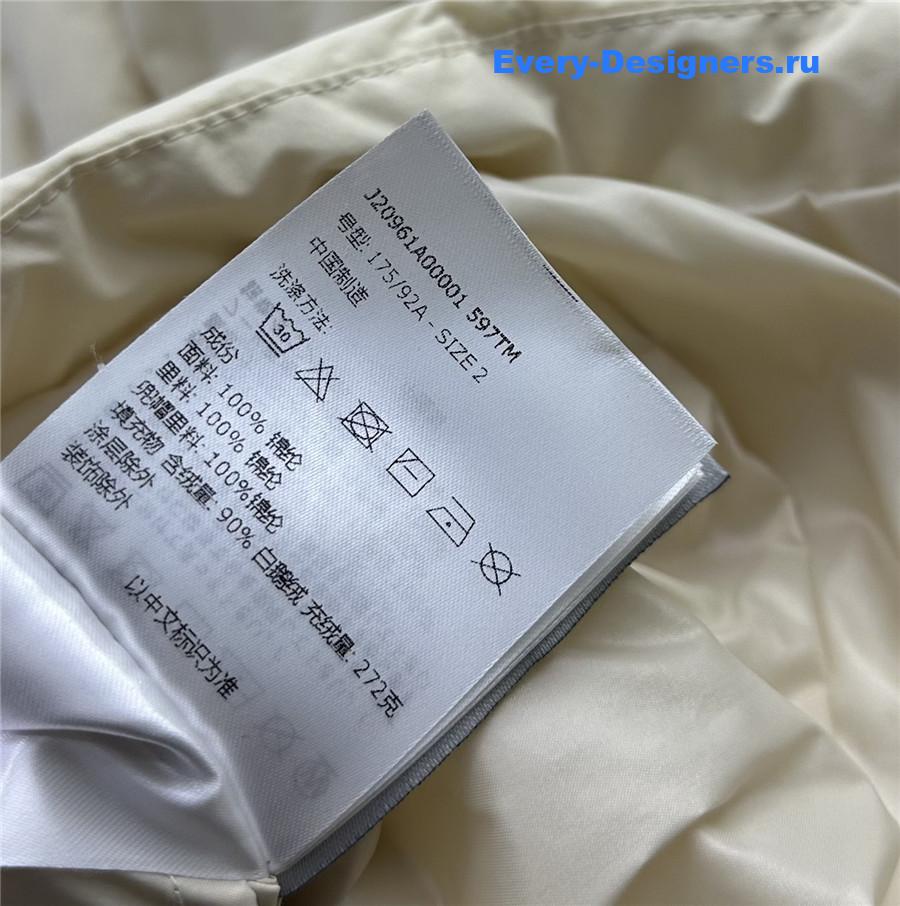 Every-Designers.ru
J20961A00001 597TM
号型: 175/92A - SIZE 2
中国制造
洗涤方法:
30
成份
面料: 100% 锦纶
里料: 100% 锦纶
兜帽里料: 100%锦纶
填充物 含绒量: 90% 白鹅绒 充绒量: 272克
涂层除外
装饰除外
以中文标识为准